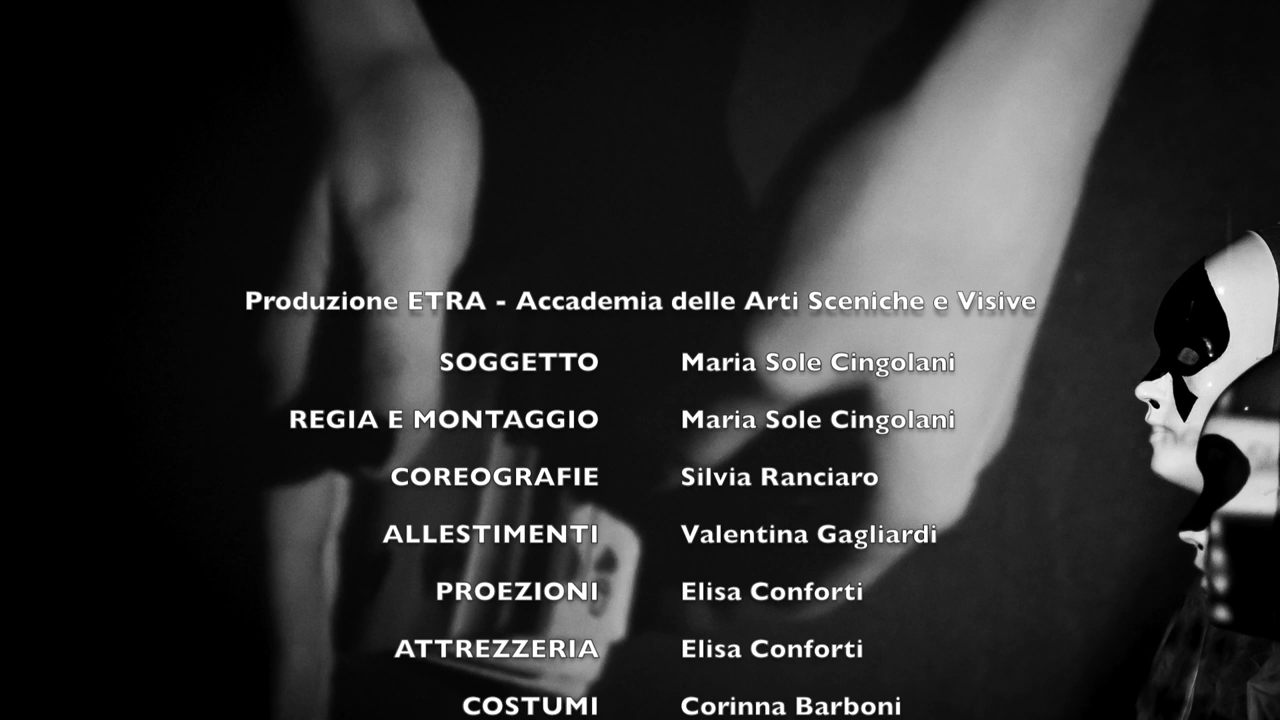 Produzione ETRA - Accademia delle Arti Sceniche e Visive
SOGGETTO Maria Sole Cingolani
REGIA E MONTAGGIO Maria Sole Cingolani
COREOGRAFIE Silvia Ranciaro
ALLESTIMENTI Valentina Gagliardi
PROEZIONI Elisa Conforti
ATTREZZERIA Elisa Conforti
COSTUMI Corinna Barboni